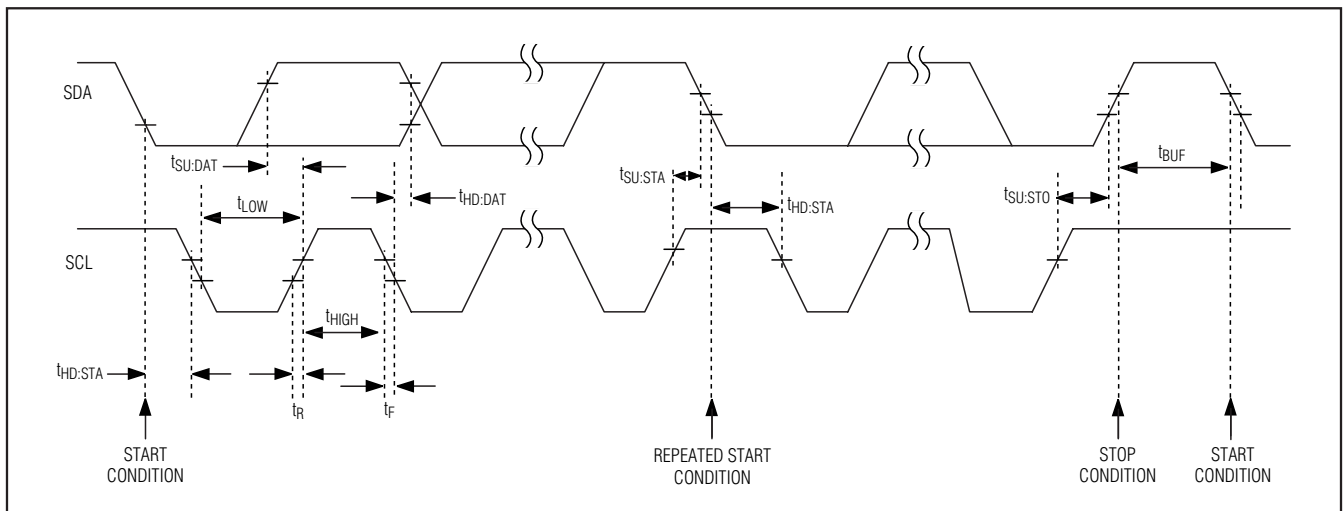 SDA
tSU:DAT
tLOW
tHD:DAT
tSU:STA
tHD:STA
tSU:STO
tBUF
SCL
tHIGH
tHD:STA
tR
tF
START
CONDITION
REPEATED START
CONDITION
STOP
CONDITION
START
CONDITION